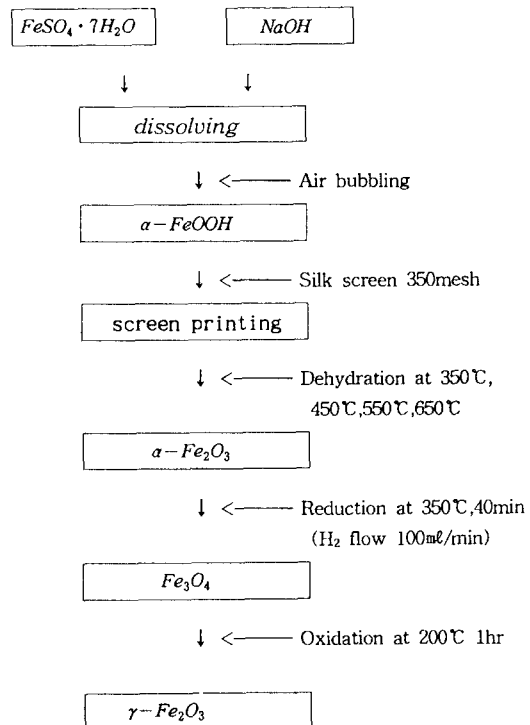 FeSO₄ · 7H₂O NaOH
↓ ↓
dissolving
↓ <—— Air bubbling
α-FeOOH
↓ <—— Silk screen 350mesh
screen printing
↓ <—— Dehydration at 350℃,
450℃,550℃,650℃
α-Fe₂O₃
↓ <—— Reduction at 350℃,40min
(H₂ flow 100㎖/min)
Fe₃O₄
↓ <—— Oxidation at 200℃ 1hr
γ-Fe₂O₃